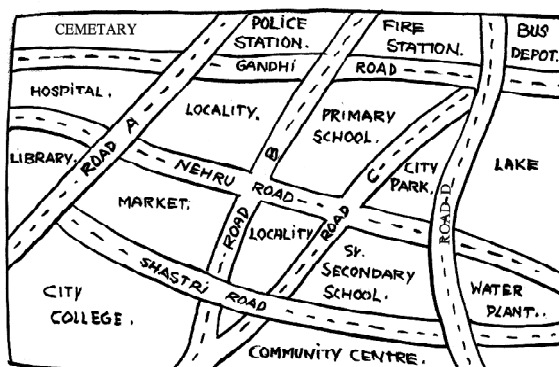 CEMETARY
POLICE
STATION.
FIRE
STATION.
BUS
DEPOT.
GANDHI ROAD
HOSPITAL.
LOCALITY.
PRIMARY
SCHOOL.
ROAD A
ROAD B
ROAD C
ROAD-D
LIBRARY.
NEHRU ROAD
CITY
PARK.
LAKE
MARKET.
LOCALITY
SR.
SECONDARY
SCHOOL.
SHASTRI ROAD
CITY
COLLEGE.
WATER
PLANT.
COMMUNITY CENTRE.